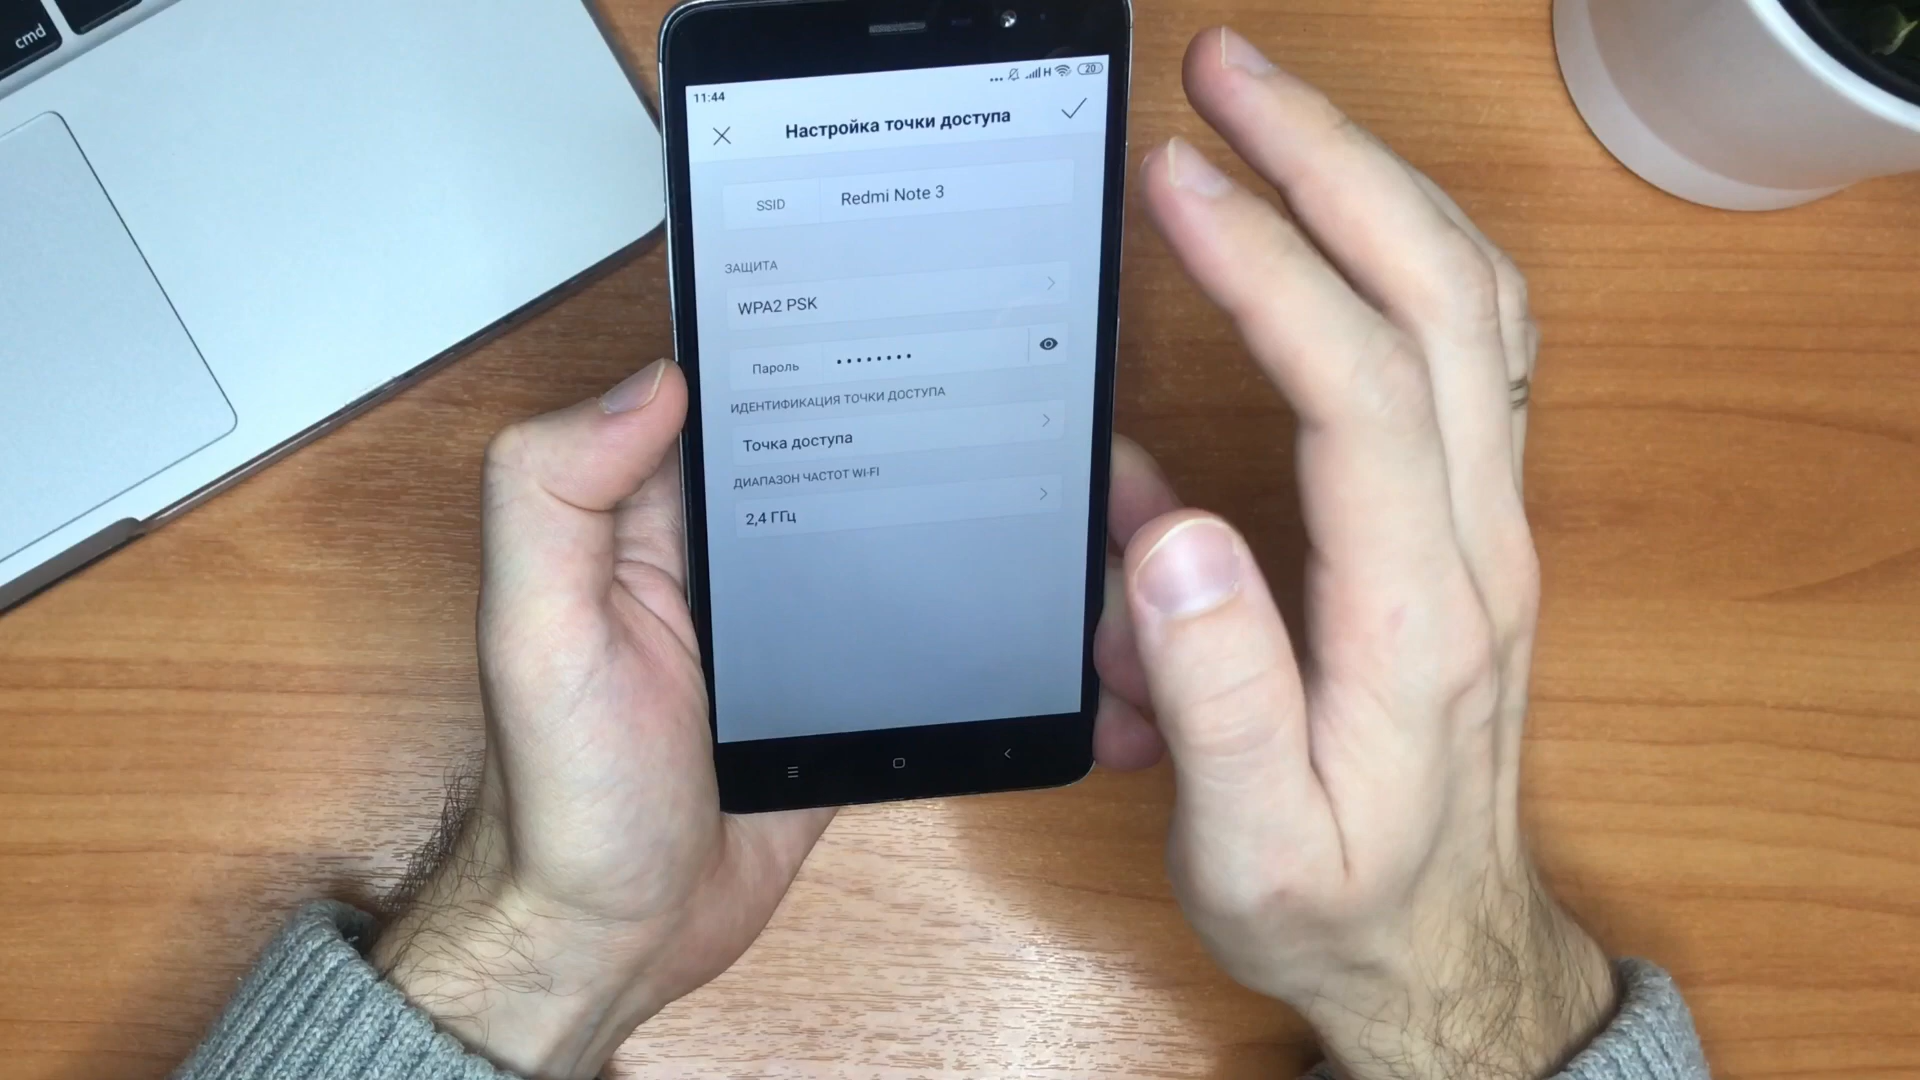 cmd
11:44
H 20
Настройка точки доступа
SSID Redmi Note 3
ЗАЩИТА
WPA2 PSK
Пароль ••••••••
ИДЕНТИФИКАЦИЯ ТОЧКИ ДОСТУПА
Точка доступа
ДИАПАЗОН ЧАСТОТ WI-FI
2,4 ГГц